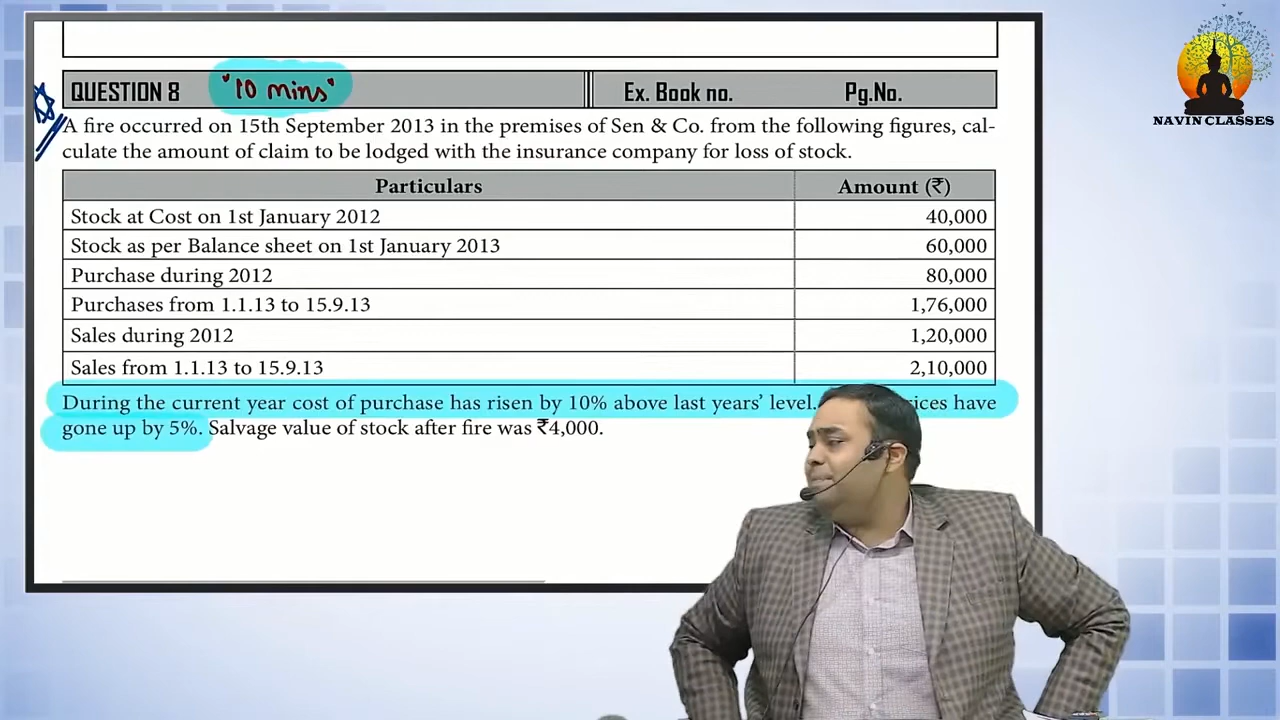 QUESTION 8 "10 mins" Ex. Book no. Pg.No.
A fire occurred on 15th September 2013 in the premises of Sen & Co. from the following figures, cal-
culate the amount of claim to be lodged with the insurance company for loss of stock.
Particulars Amount (₹)
Stock at Cost on 1st January 2012 40,000
Stock as per Balance sheet on 1st January 2013 60,000
Purchase during 2012 80,000
Purchases from 1.1.13 to 15.9.13 1,76,000
Sales during 2012 1,20,000
Sales from 1.1.13 to 15.9.13 2,10,000
During the current year cost of purchase has risen by 10% above last years' level. have
gone up by 5%. Salvage value of stock after fire was ₹4,000.
NAVIN CLASSES